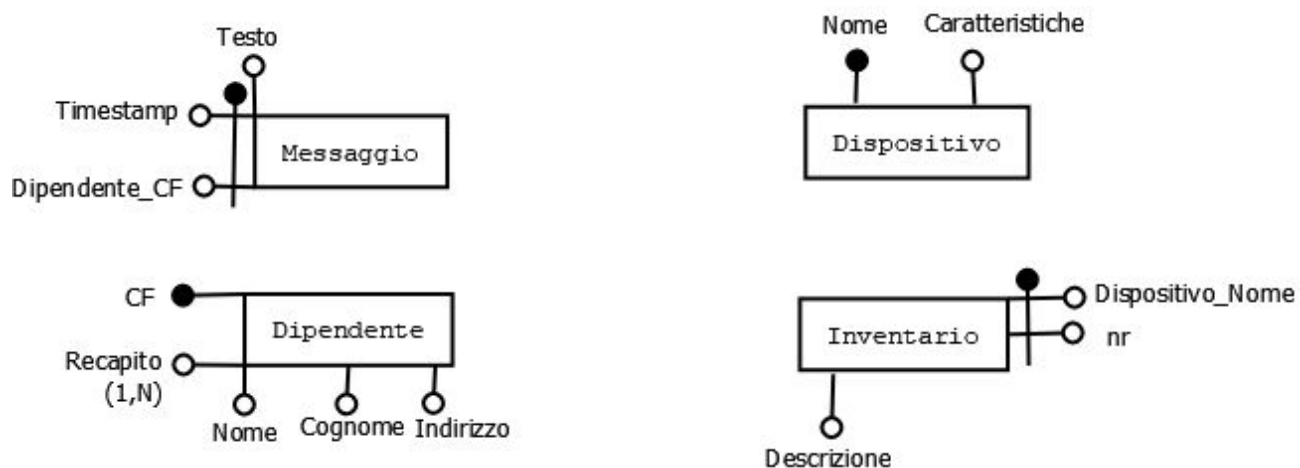 Testo
Timestamp
Messaggio
Dipendente_CF
Nome
Caratteristiche
Dispositivo
CF
Dipendente
Recapito
(1,N)
Nome
Cognome
Indirizzo
Dispositivo_Nome
Inventario
nr
Descrizione